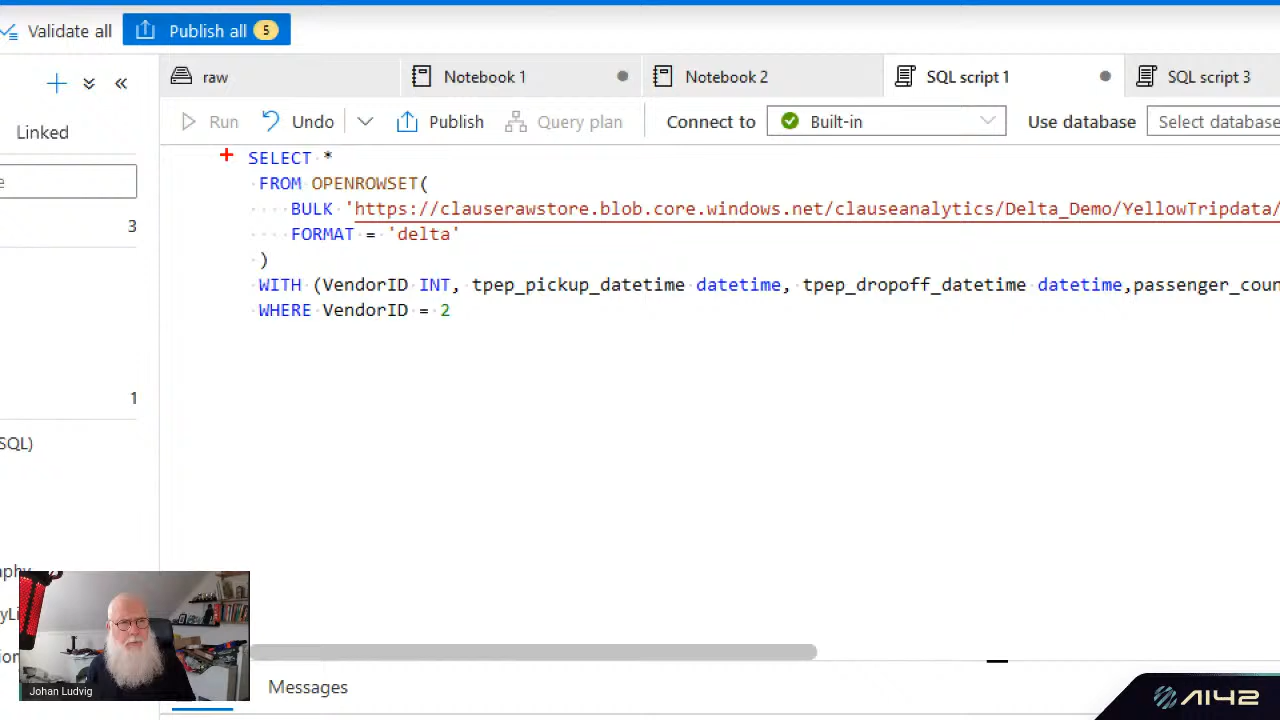 Validate all
Publish all 5
raw
Notebook 1
Notebook 2
SQL script 1
SQL script 3
Linked
Run
Undo
Publish
Query plan
Connect to
Built-in
Use database
Select database
e
3
1
SQL)
SELECT *
FROM OPENROWSET(
BULK 'https://clauserawstore.blob.core.windows.net/clauseanalytics/Delta_Demo/YellowTripdata/
FORMAT = 'delta'
)
WITH (VendorID INT, tpep_pickup_datetime datetime, tpep_dropoff_datetime datetime,passenger_coun
WHERE VendorID = 2
Messages
Johan Ludvig
AI42